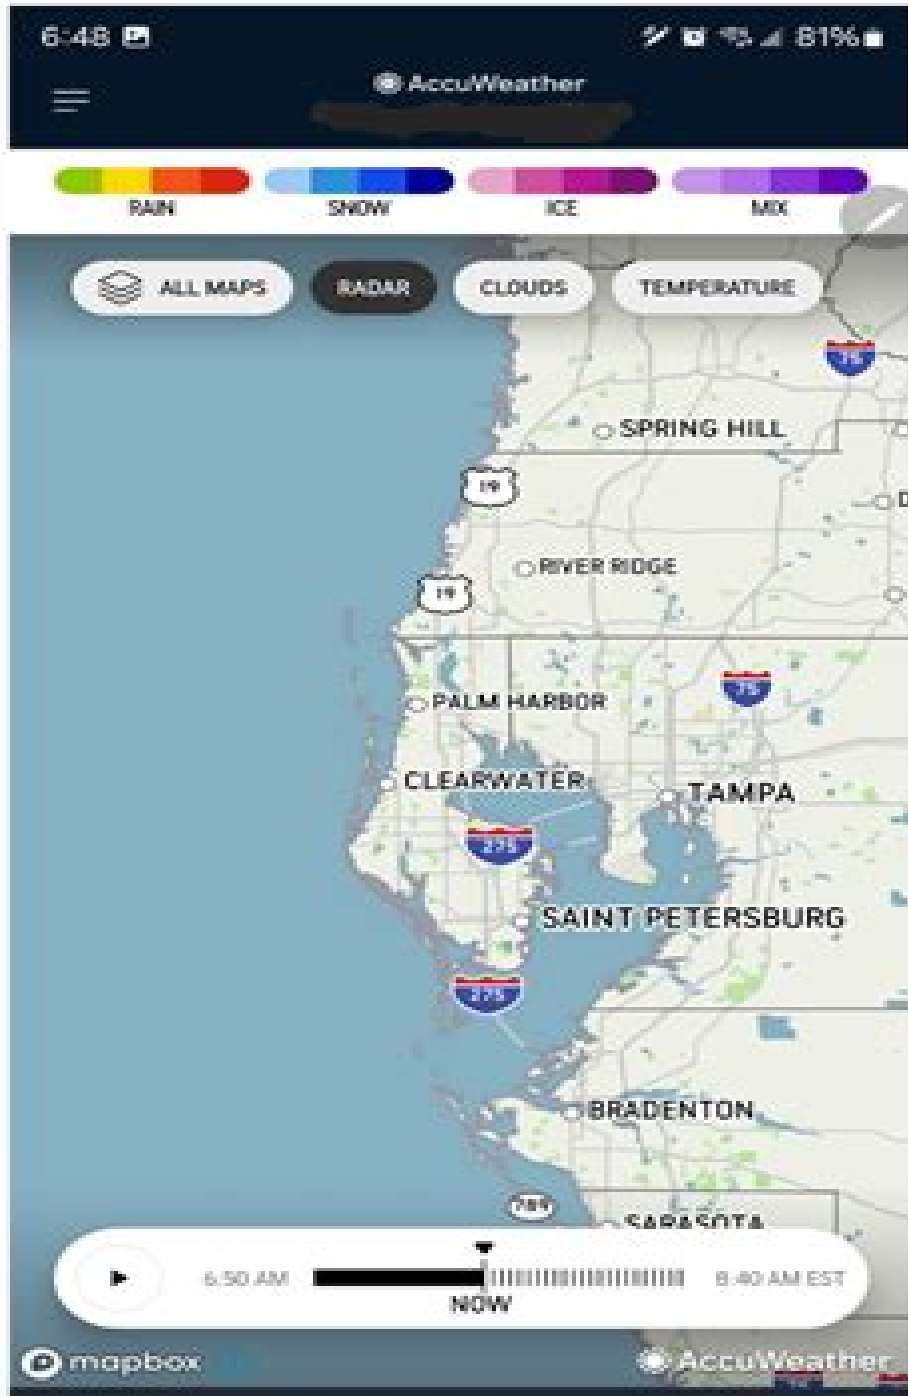 6:48
81%
AccuWeather
RAIN SNOW ICE MIX
ALL MAPS RADAR CLOUDS TEMPERATURE
75
SPRING HILL
19
D
RIVER RIDGE
19
75
PALM HARBOR
CLEARWATER
TAMPA
275
SAINT PETERSBURG
275
BRADENTON
789
SARASOTA
6:50 AM 8:40 AM EST
NOW
mapbox AccuWeather